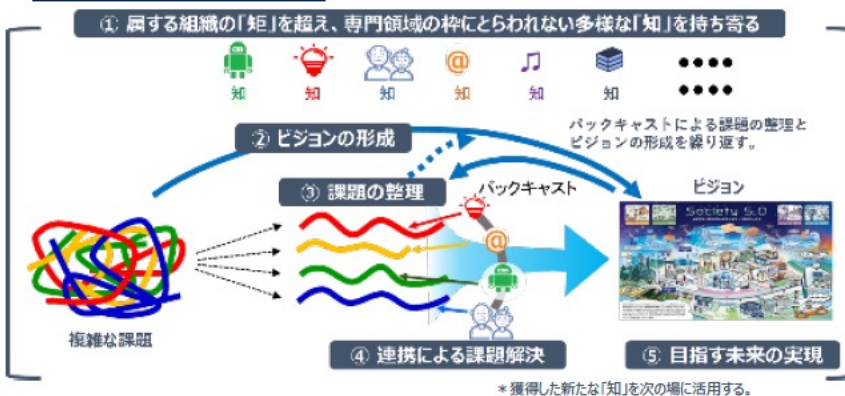 ① 属する組織の「矩」を超え、専門領域の枠にとらわれない多様な「知」を持ち寄る
知 知 知 知 知 知
② ビジョンの形成
バックキャストによる課題の整理と
ビジョンの形成を繰り返す。
③ 課題の整理
バックキャスト
ビジョン
Society 5.0
複雑な課題
④ 連携による課題解決
⑤ 目指す未来の実現
＊獲得した新たな「知」を次の場に活用する。